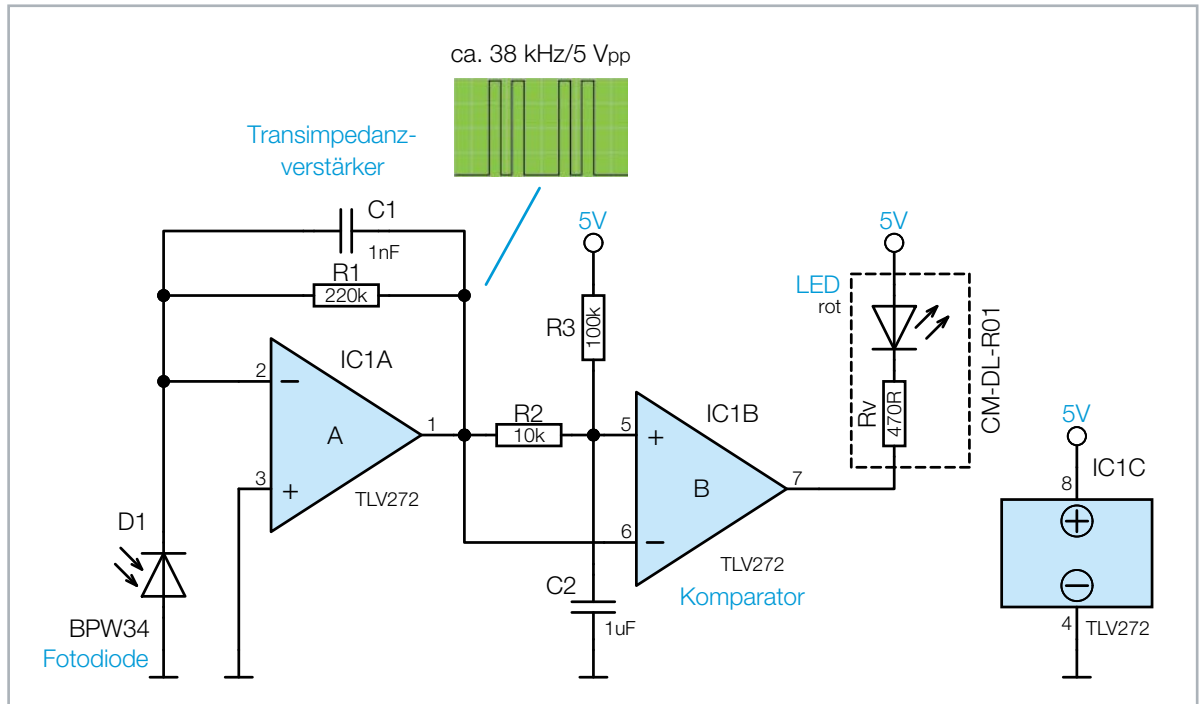 ca. 38 kHz/5 Vpp
Transimpedanz-
verstärker
C1
1nF
R1
220k
5V
5V
LED
rot
R3
100k
CM-DL-R01
IC1A
2
−
A
1
R2
10k
5
+
IC1B
Rv
470R
5V
3
+
TLV272
B
7
8
IC1C
+
D1
6
−
TLV272
−
C2
1uF
Komparator
4
TLV272
BPW34
Fotodiode